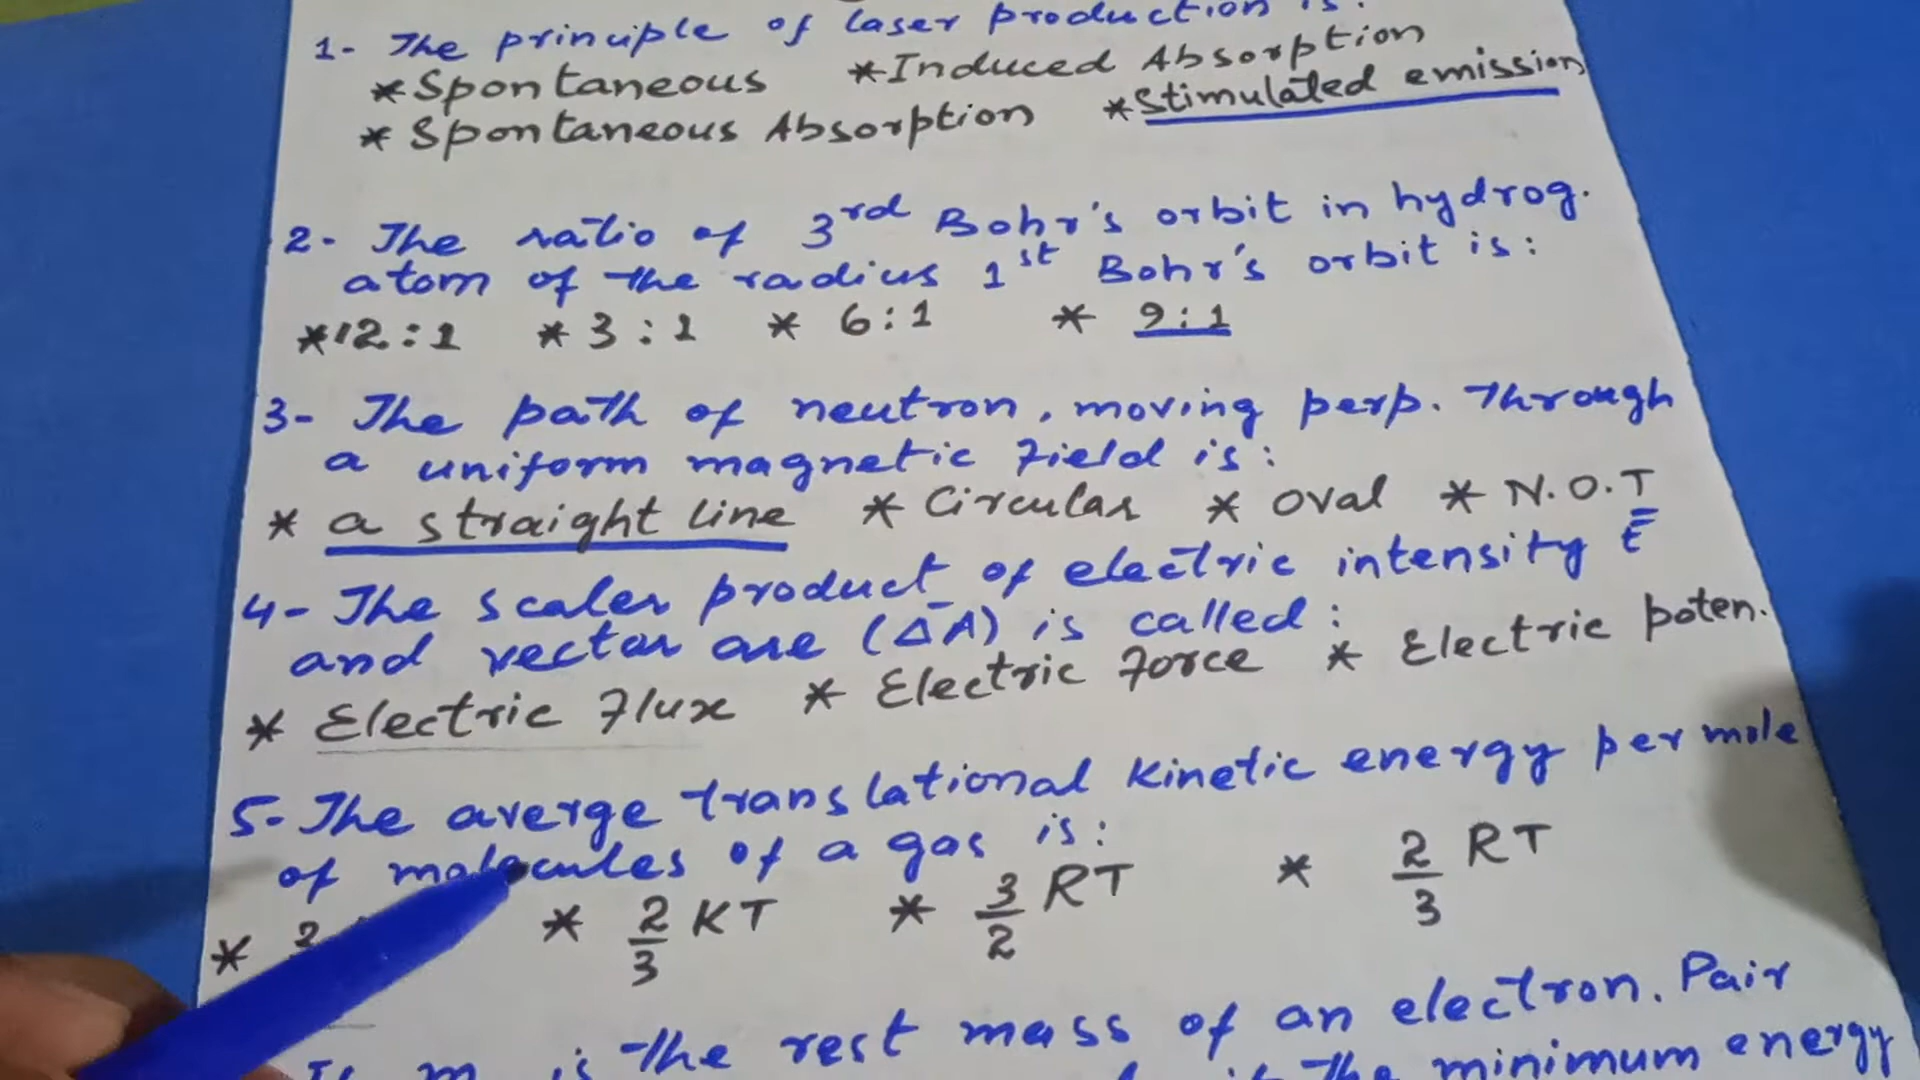 1- The principle of laser production is:
*Spontaneous *Induced Absorption
* Spontaneous Absorption *Stimulated emission
2- The ratio of 3rd Bohr's orbit in hydrog.
atom of the radius 1st Bohr's orbit is:
*12:1 *3:1 * 6:1 * 9:1
3- The path of neutron, moving perp. through
a uniform magnetic field is:
* a straight line * Circular * oval * N.O.T
4- The scaler product of electric intensity E̅
and vector are (ΔA̅) is called:
* Electric Flux * Electric Force * Electric poten.
5- The averge translational kinetic energy per mole
of molecules of a gas is:
* * 2/3 KT * 3/2 RT * 2/3 RT
is the rest mass of an electron. Pair
the minimum energy